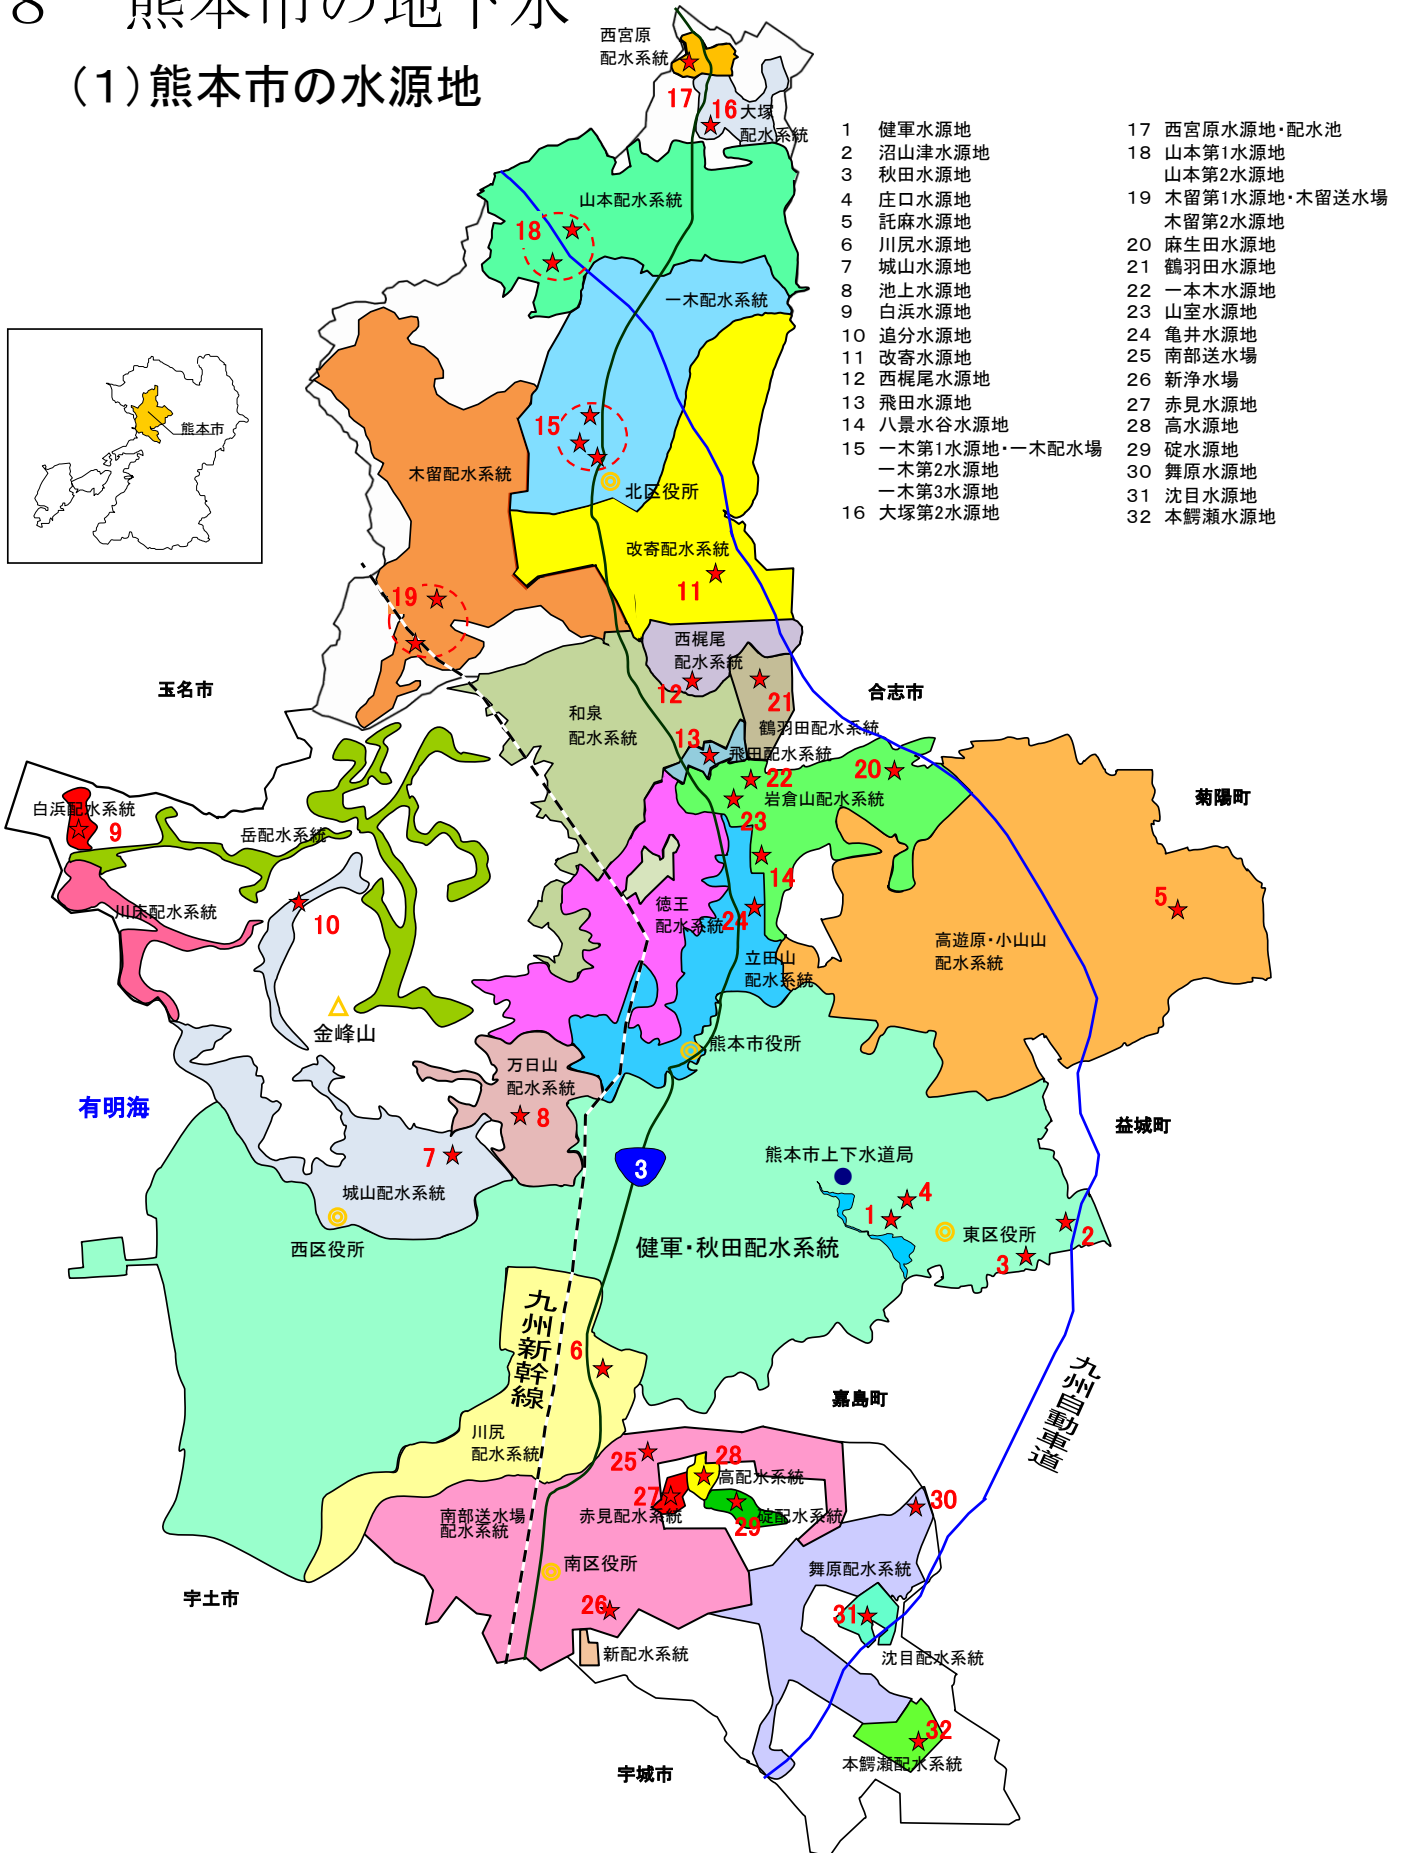 8 熊本市の地下水
(1)熊本市の水源地
1 健軍水源地
2 沼山津水源地
3 秋田水源地
4 庄口水源地
5 託麻水源地
6 川尻水源地
7 城山水源地
8 池上水源地
9 白浜水源地
10 追分水源地
11 改寄水源地
12 西梶尾水源地
13 飛田水源地
14 八景水谷水源地
15 一木第1水源地・一木配水場
一木第2水源地
一木第3水源地
16 大塚第2水源地
17 西宮原水源地・配水池
18 山本第1水源地
山本第2水源地
19 木留第1水源地・木留送水場
木留第2水源地
20 麻生田水源地
21 鶴羽田水源地
22 一本木水源地
23 山室水源地
24 亀井水源地
25 南部送水場
26 新浄水場
27 赤見水源地
28 高水源地
29 碇水源地
30 舞原水源地
31 沈目水源地
32 本鰐瀬水源地
熊本市
西宮原
配水系統
17
16
大塚
配水系統
山本配水系統
18
一木配水系統
15
北区役所
木留配水系統
改寄配水系統
11
19
西梶尾
配水系統
12
21
鶴羽田配水系統
玉名市
合志市
和泉
配水系統
13
飛田配水系統
22
20
岩倉山配水系統
23
菊陽町
白浜配水系統
9
岳配水系統
14
川床配水系統
10
徳王
配水系統
24
5
高遊原・小山山
配水系統
立田山
配水系統
金峰山
熊本市役所
万日山
配水系統
有明海
8
益城町
7
3
熊本市上下水道局
城山配水系統
4
1
東区役所
2
3
西区役所
健軍・秋田配水系統
九州新幹線
6
九州自動車道
嘉島町
川尻
配水系統
25
28
高配水系統
27
29
碇配水系統
赤見配水系統
30
南部送水場
配水系統
南区役所
舞原配水系統
宇土市
26
31
新配水系統
沈目配水系統
32
本鰐瀬配水系統
宇城市